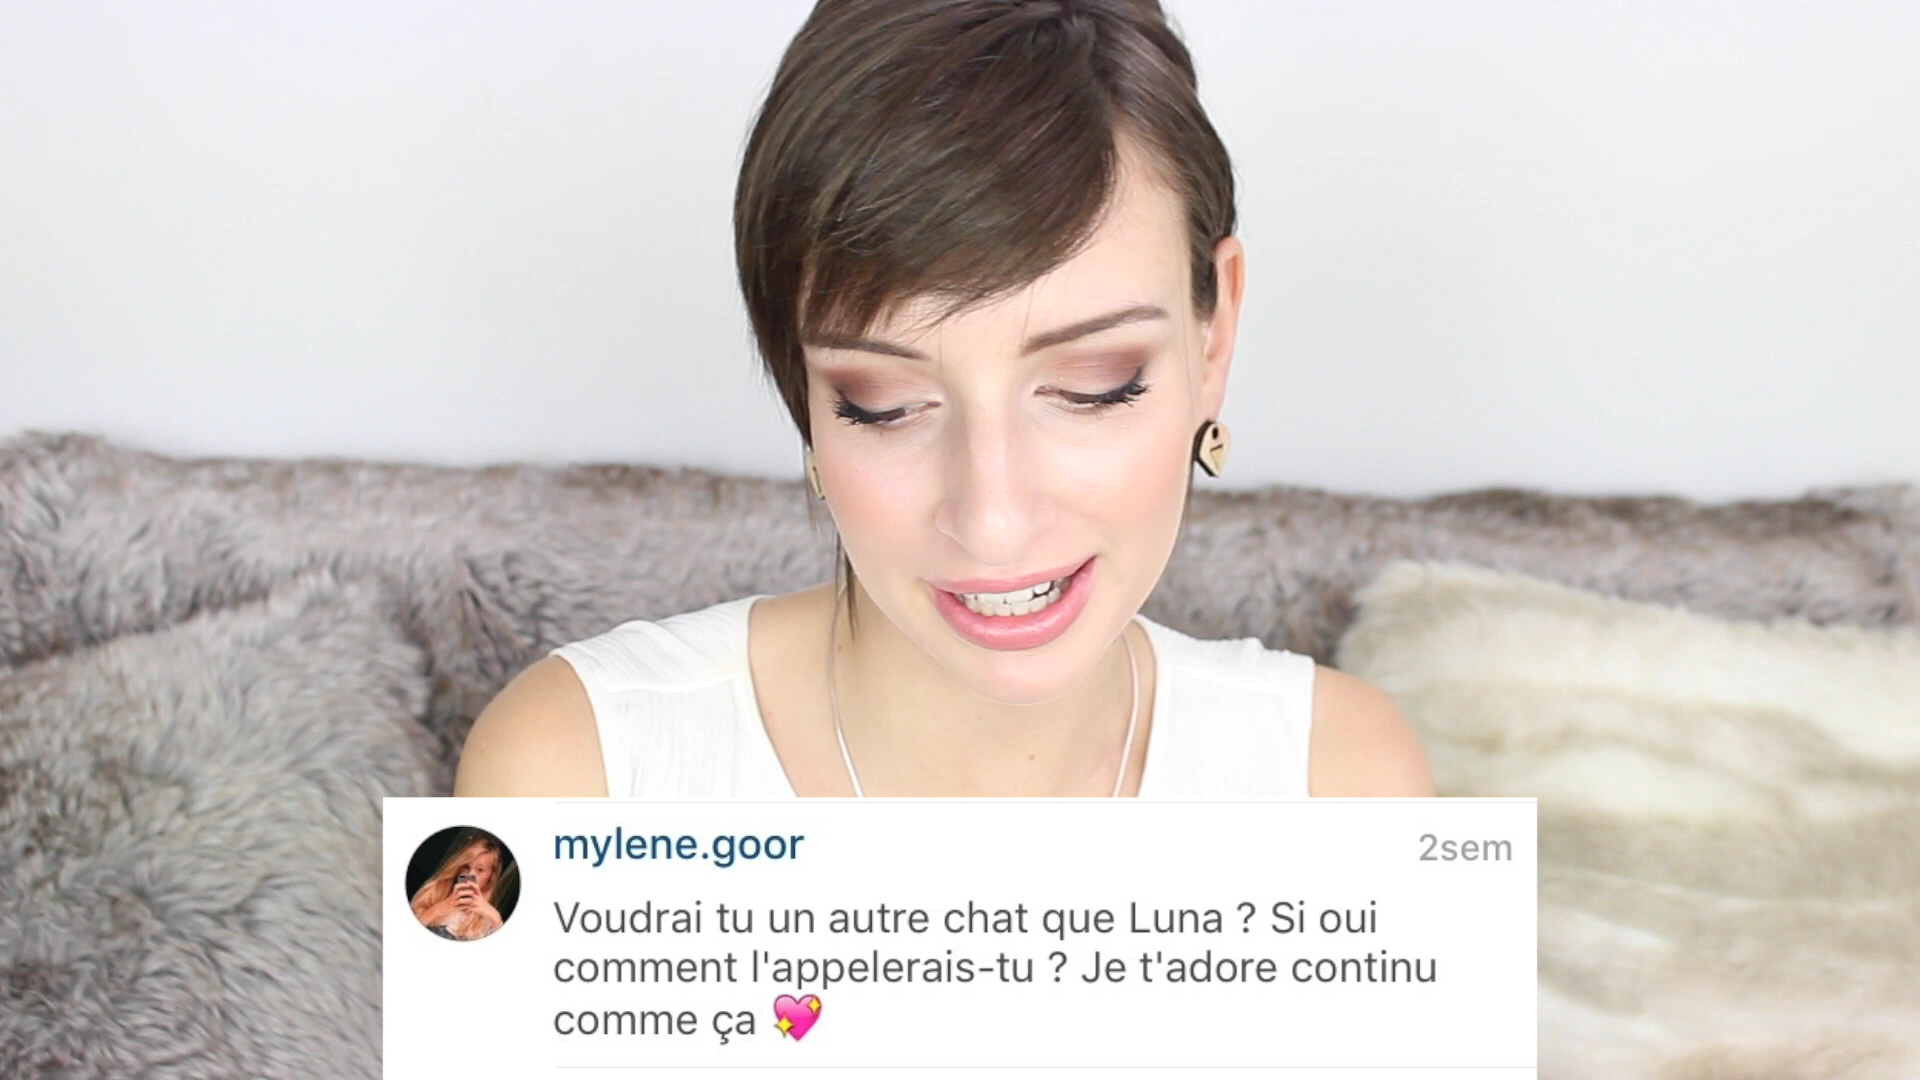 mylene.goor
2sem
Voudrai tu un autre chat que Luna ? Si oui
comment l'appelerais-tu ? Je t'adore continu
comme ça 💖